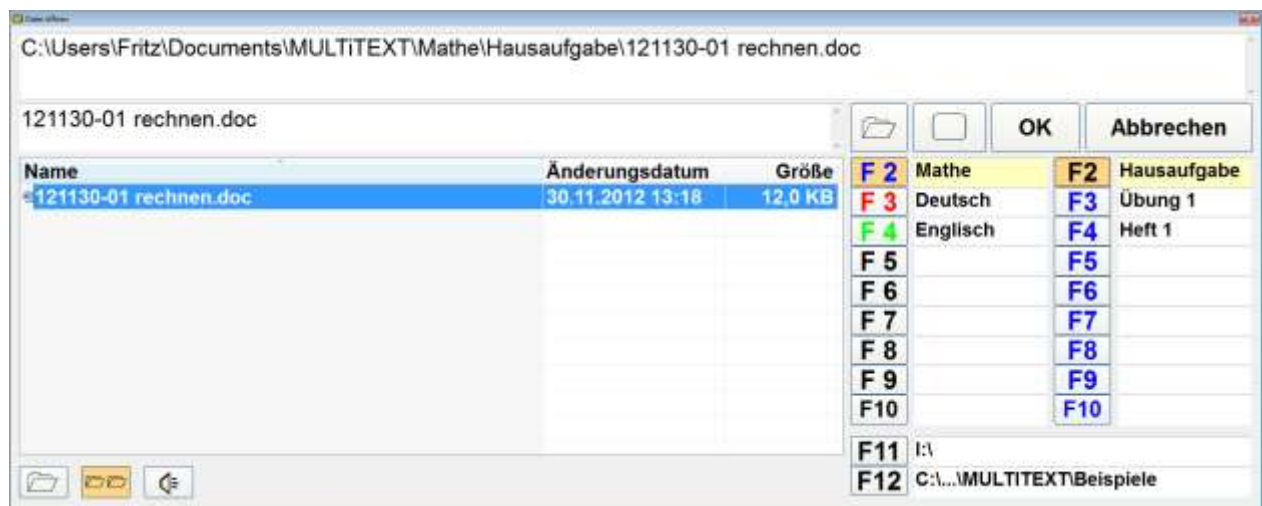 Datei öffnen
C:\Users\Fritz\Documents\MULTiTEXT\Mathe\Hausaufgabe\121130-01 rechnen.doc
121130-01 rechnen.doc
OK Abbrechen
Name Änderungsdatum Größe
121130-01 rechnen.doc 30.11.2012 13:18 12,0 KB
F 2 Mathe F2 Hausaufgabe
F 3 Deutsch F3 Übung 1
F 4 Englisch F4 Heft 1
F 5 F5
F 6 F6
F 7 F7
F 8 F8
F 9 F9
F10 F10
F11 I:\
F12 C:\...\MULTITEXT\Beispiele